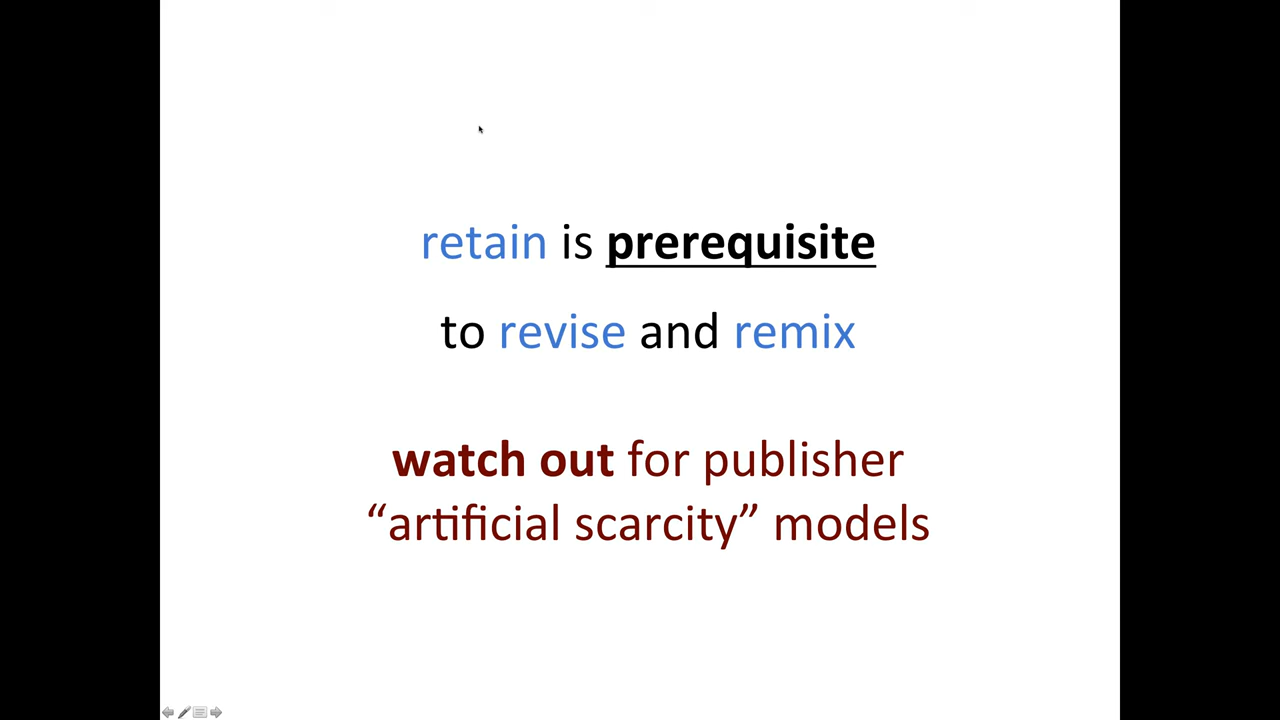 retain is prerequisite
to revise and remix
watch out for publisher
“artificial scarcity” models